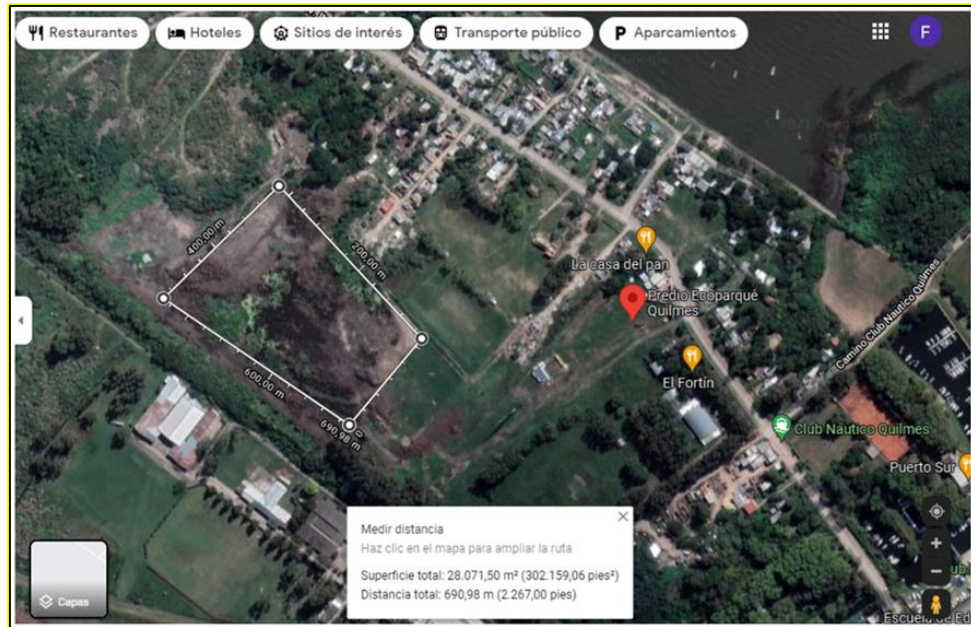 Restaurantes
Hoteles
Sitios de interés
Transporte público
P Aparcamientos
F
400,00 m
200,00 m
La casa del pan
Predio Ecoparque
Quilmes
Camino Club Náutico Quilmes
600,00 m
El Fortín
690,98 m
Club Náutico Quilmes
Puerto Sur
Medir distancia
Haz clic en el mapa para ampliar la ruta
Superficie total: 28.071,50 m² (302.159,06 pies²)
Distancia total: 690,98 m (2.267,00 pies)
Capas
Escuela de Ed